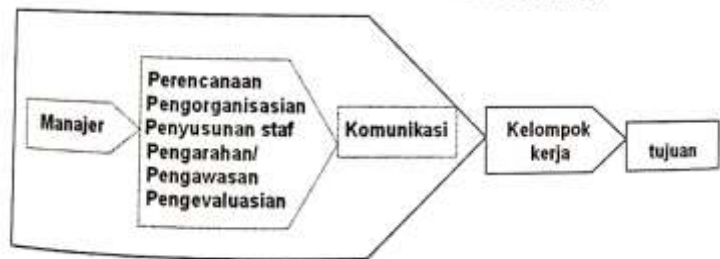 Manajer
Perencanaan
Pengorganisasian
Penyusunan staf
Pengarahan/
Pengawasan
Pengevaluasian
Komunikasi
Kelompok
kerja
tujuan